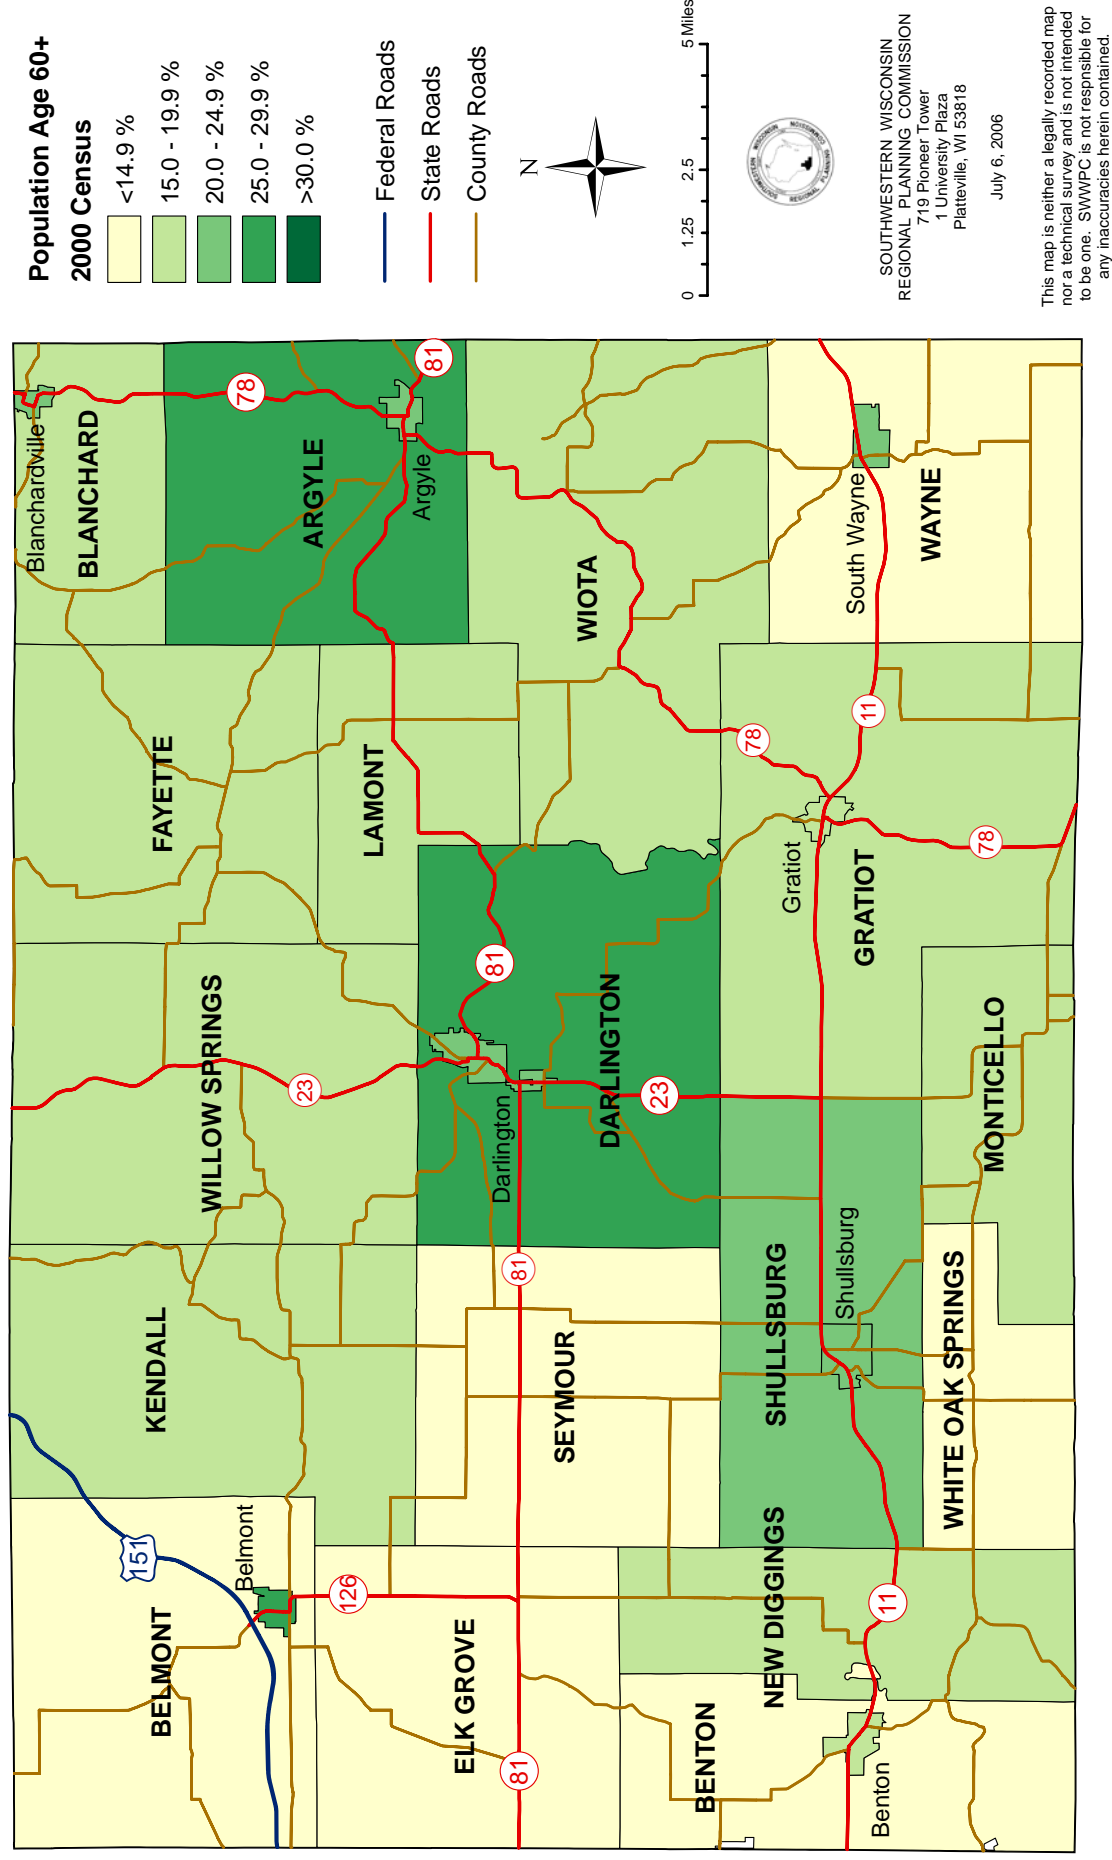 Population Age 60+
2000 Census
<14.9 %
15.0 - 19.9 %
20.0 - 24.9 %
25.0 - 29.9 %
>30.0 %
Federal Roads
State Roads
County Roads
N
0 1.25 2.5 5 Miles
SOUTHWESTERN WISCONSIN
REGIONAL PLANNING COMMISSION
SOUTHWESTERN WISCONSIN
REGIONAL PLANNING COMMISSION
719 Pioneer Tower
1 University Plaza
Platteville, WI 53818
July 6, 2006
This map is neither a legally recorded map
nor a technical survey and is not intended
to be one. SWWPC is not respnsible for
any inaccuracies herein contained.
Blanchardville
BLANCHARD
78
ARGYLE
Argyle
81
WIOTA
South Wayne
WAYNE
FAYETTE
LAMONT
78
11
Gratiot
GRATIOT
78
WILLOW SPRINGS
23
81
Darlington
DARLINGTON
23
MONTICELLO
KENDALL
81
SEYMOUR
SHULLSBURG
Shullsburg
WHITE OAK SPRINGS
151
Belmont
BELMONT
126
ELK GROVE
81
NEW DIGGINGS
11
BENTON
Benton